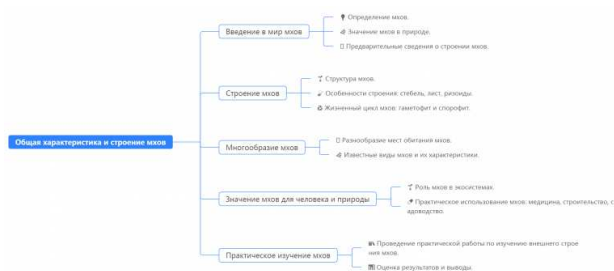 Общая характеристика и строение мхов
Введение в мир мхов
Определение мхов.
Значение мхов в природе.
Предварительные сведения о строении мхов.
Строение мхов
Структура мхов.
Особенности строения: стебель, лист, ризоиды.
Жизненный цикл мхов: гаметофит и спорофит.
Многообразие мхов
Разнообразие мест обитания мхов.
Известные виды мхов и их характеристики.
Значение мхов для человека и природы
Роль мхов в экосистемах.
Практическое использование мхов: медицина, строительство, с
адоводство.
Практическое изучение мхов
Проведение практической работы по изучению внешнего строе
ния мхов.
Оценка результатов и выводы.